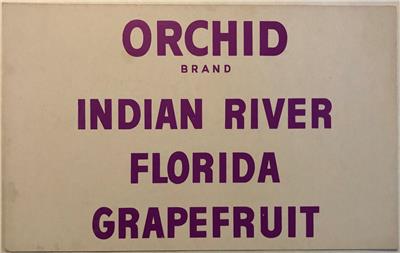 ORCHID
BRAND
INDIAN RIVER
FLORIDA
GRAPEFRUIT